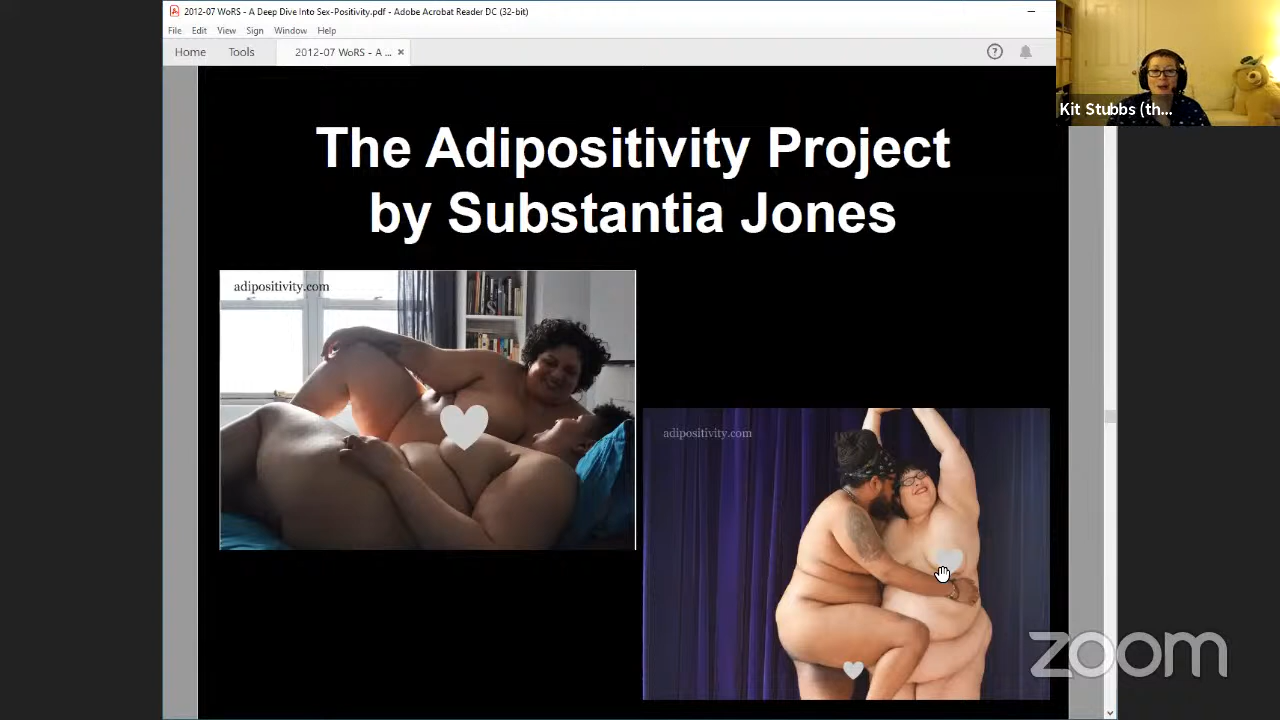 2012-07 WoRS - A Deep Dive Into Sex-Positivity.pdf - Adobe Acrobat Reader DC (32-bit)
File Edit View Sign Window Help
Home Tools 2012-07 WoRS - A ... ×
Kit Stubbs (th...
The Adipositivity Project
by Substantia Jones
adipositivity.com
adipositivity.com
zoom